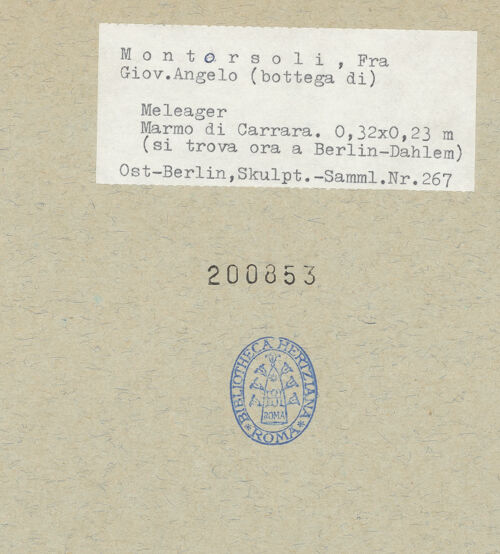 Montorsoli, Fra
Giov.Angelo (bottega di)
Meleager
Marmo di Carrara. 0,32x0,23 m
(si trova ora a Berlin-Dahlem)
Ost-Berlin,Skulpt.-Samml.Nr.267
200853
BIBLIOTHECA HERTZIANA
ROMA
*ROMA*